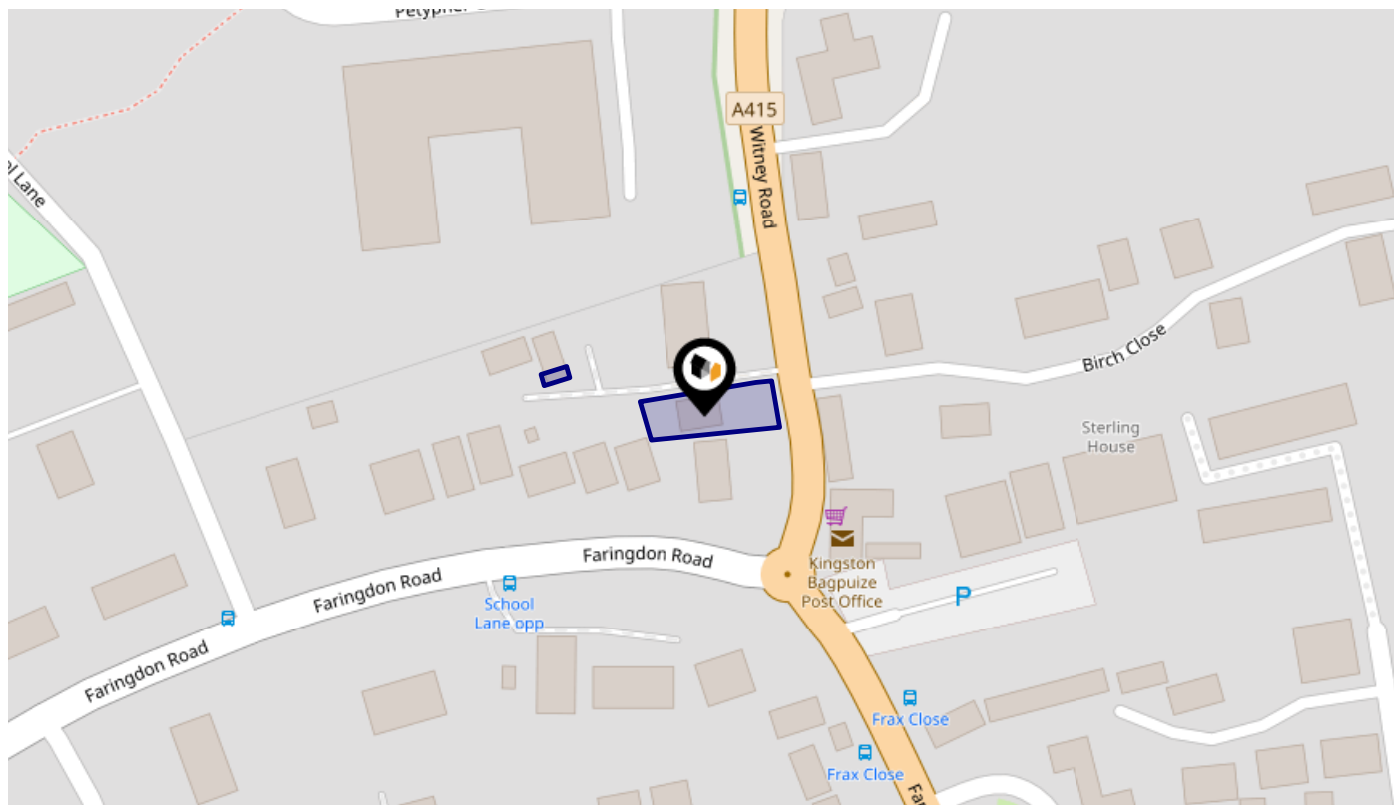 A415
Witney Road
Lane
Birch Close
Sterling
House
Faringdon Road
Faringdon Road
Faringdon Road
School
Lane opp
Kingston
Bagpuize
Post Office
P
Frax Close
Frax Close